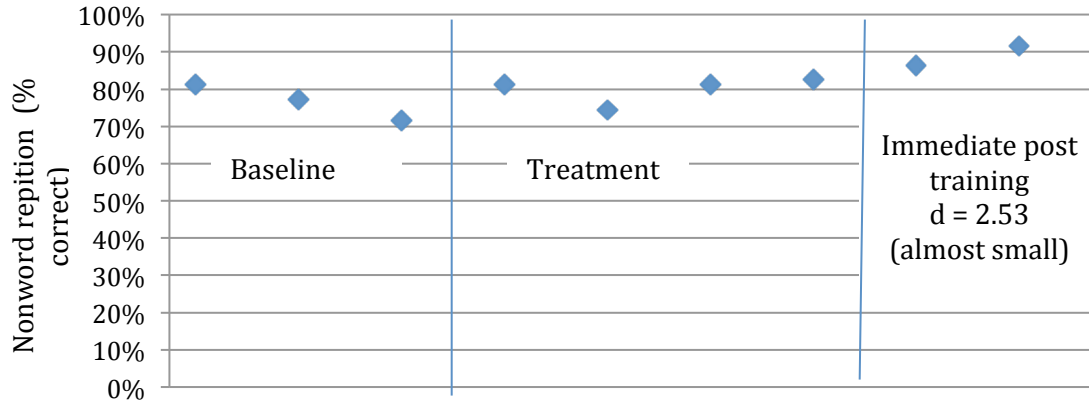 Nonword repition (%
correct)
100%
90%
80%
70%
60%
50%
40%
30%
20%
10%
0%
Baseline
Treatment
Immediate post
training
d = 2.53
(almost small)